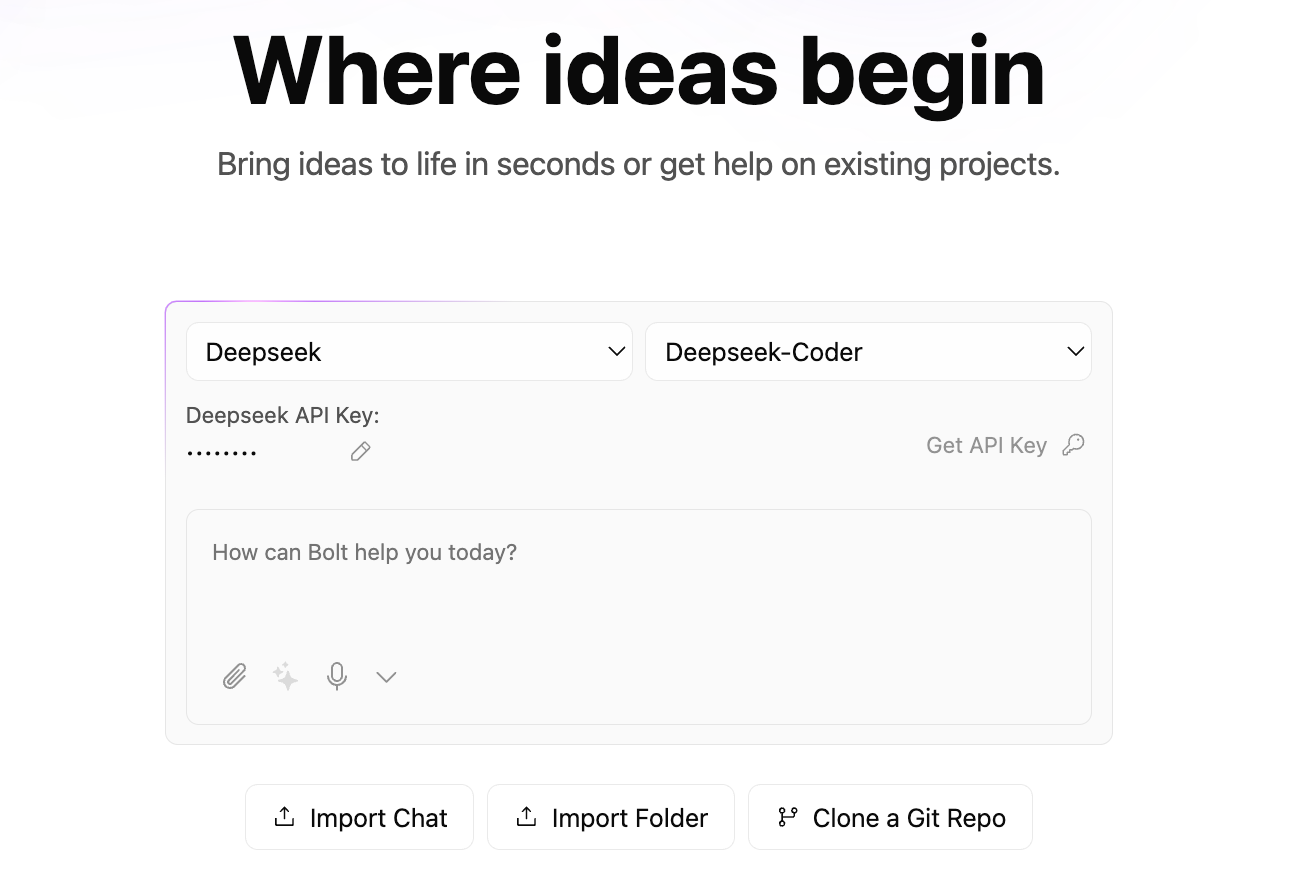 Where ideas begin
Bring ideas to life in seconds or get help on existing projects.
Deepseek
Deepseek-Coder
Deepseek API Key:
••••••••
Get API Key
How can Bolt help you today?
Import Chat
Import Folder
Clone a Git Repo